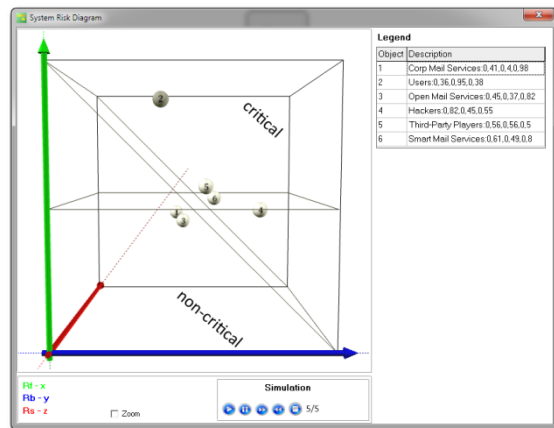 System Risk Diagram
Legend
Object Description
1 Corp Mail Services:0,41,0,4,0,98
2 Users:0,36,0,95,0,38
3 Open Mail Services:0,45,0,37,0,82
4 Hackers:0,82,0,45,0,55
5 Third-Party Players:0,56,0,56,0,5
6 Smart Mail Services:0,61,0,49,0,8
2
critical
5
6
1
4
3
non-critical
Rf - x
Rb - y
Rs - z
Zoom
Simulation
5/5